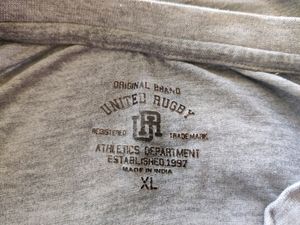 ORIGINAL BRAND
UNITED RUGBY
REGISTERED UR TRADE MARK
ATHLETICS DEPARTMENT
ESTABLISHED 1997
MADE IN INDIA
XL